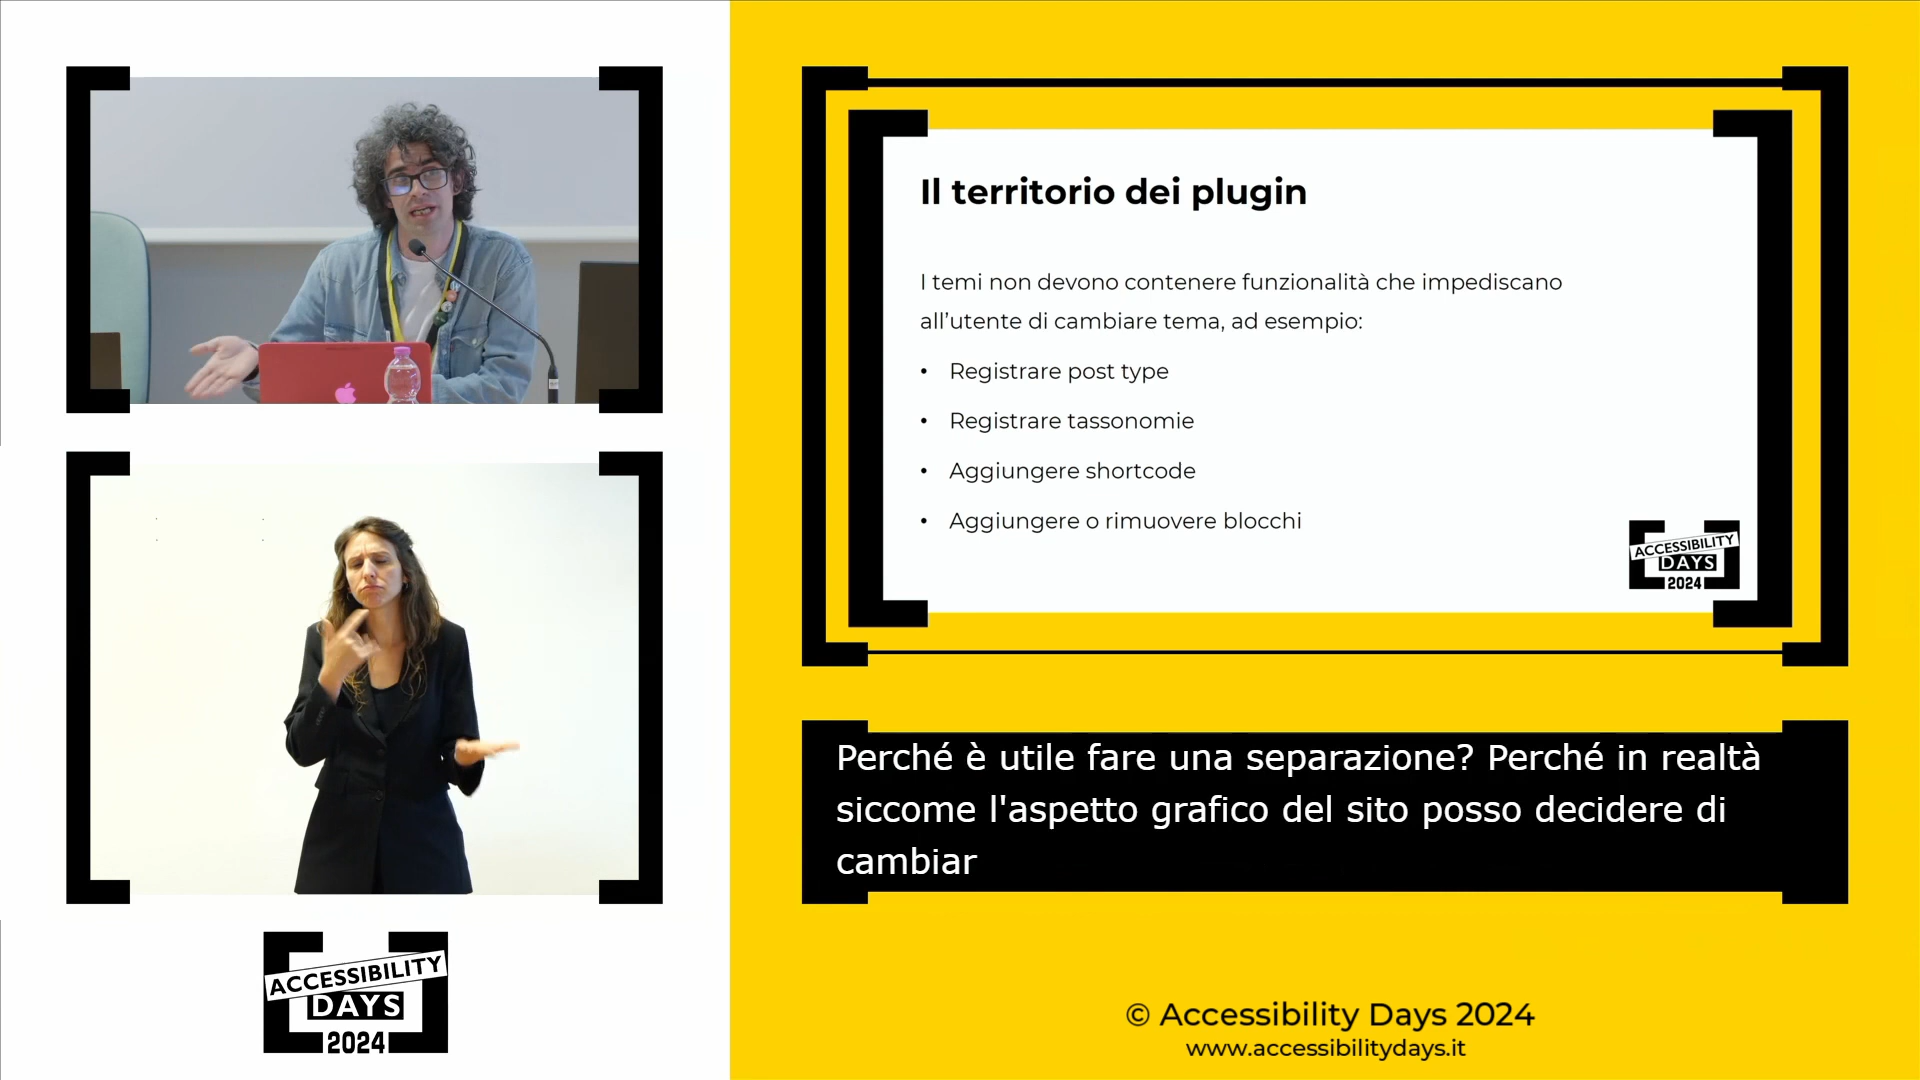 Il territorio dei plugin
I temi non devono contenere funzionalità che impediscano
all’utente di cambiare tema, ad esempio:
• Registrare post type
• Registrare tassonomie
• Aggiungere shortcode
• Aggiungere o rimuovere blocchi
ACCESSIBILITY
DAYS
2024
Perché è utile fare una separazione? Perché in realtà
siccome l'aspetto grafico del sito posso decidere di
cambiar
ACCESSIBILITY
DAYS
2024
© Accessibility Days 2024
www.accessibilitydays.it